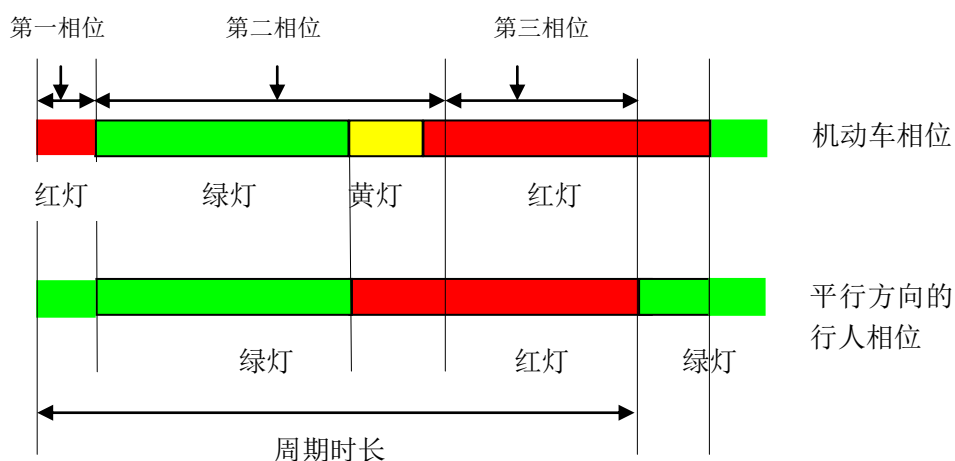 第一相位
第二相位
第三相位
机动车相位
红灯
绿灯
黄灯
红灯
平行方向的
行人相位
绿灯
红灯
绿灯
周期时长